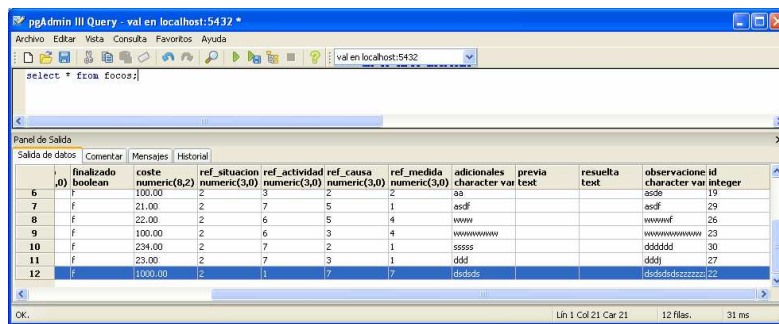 pgAdmin III Query - val en localhost:5432 *
Archivo Editar Vista Consulta Favoritos Ayuda
val en localhost:5432
select * from focos;
Panel de Salida x
Salida de datos Comentar Mensajes Historial
finalizado coste ref_situacion ref_actividad ref_causa ref_medida adicionales previa resuelta observacione id
,0) boolean numeric(8,2) numeric(3,0) numeric(3,0) numeric(3,0) numeric(3,0) character var text text character var integer
6 f 100.00 2 3 2 2 aa asde 19
7 f 21.00 2 7 5 1 asdf asdf 29
8 f 22.00 2 6 5 4 www wwwwf 26
9 f 100.00 2 6 3 4 23
10 f 234.00 2 7 2 1 sssss dddddd 30
11 f 23.00 2 7 3 1 ddd dddj 27
12 f 1000.00 2 1 7 7 dsdsds 22
OK. Lín 1 Col 21 Car 21 12 filas. 31 ms